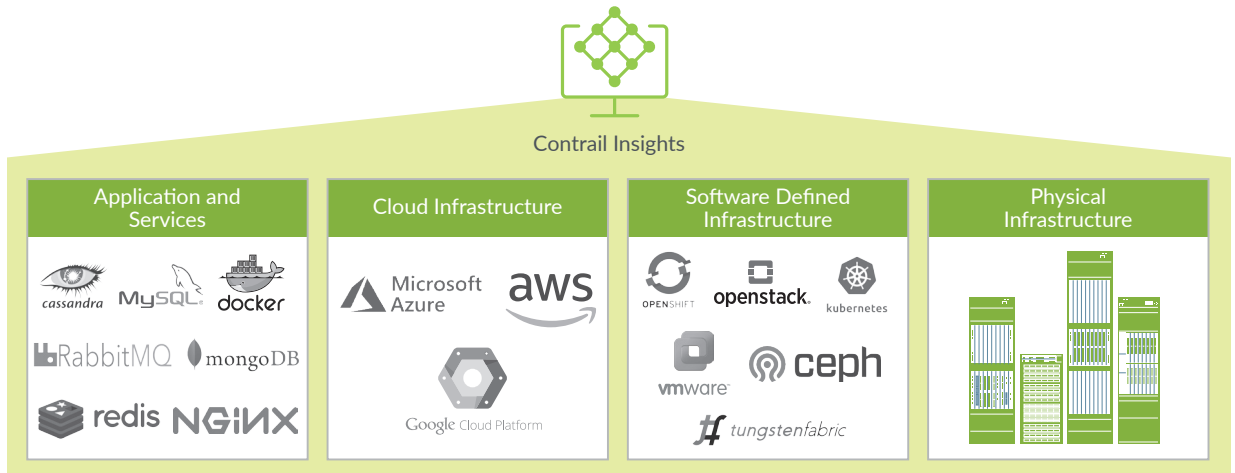 Contrail Insights
Application and
Services
cassandra
MySQL®
docker
RabbitMQ
mongoDB
redis
NGINX
Cloud Infrastructure
Microsoft
Azure
aws
Google Cloud Platform
Software Defined
Infrastructure
OPENSHIFT
openstack®
kubernetes
vmware™
ceph
tungstenfabric
Physical
Infrastructure